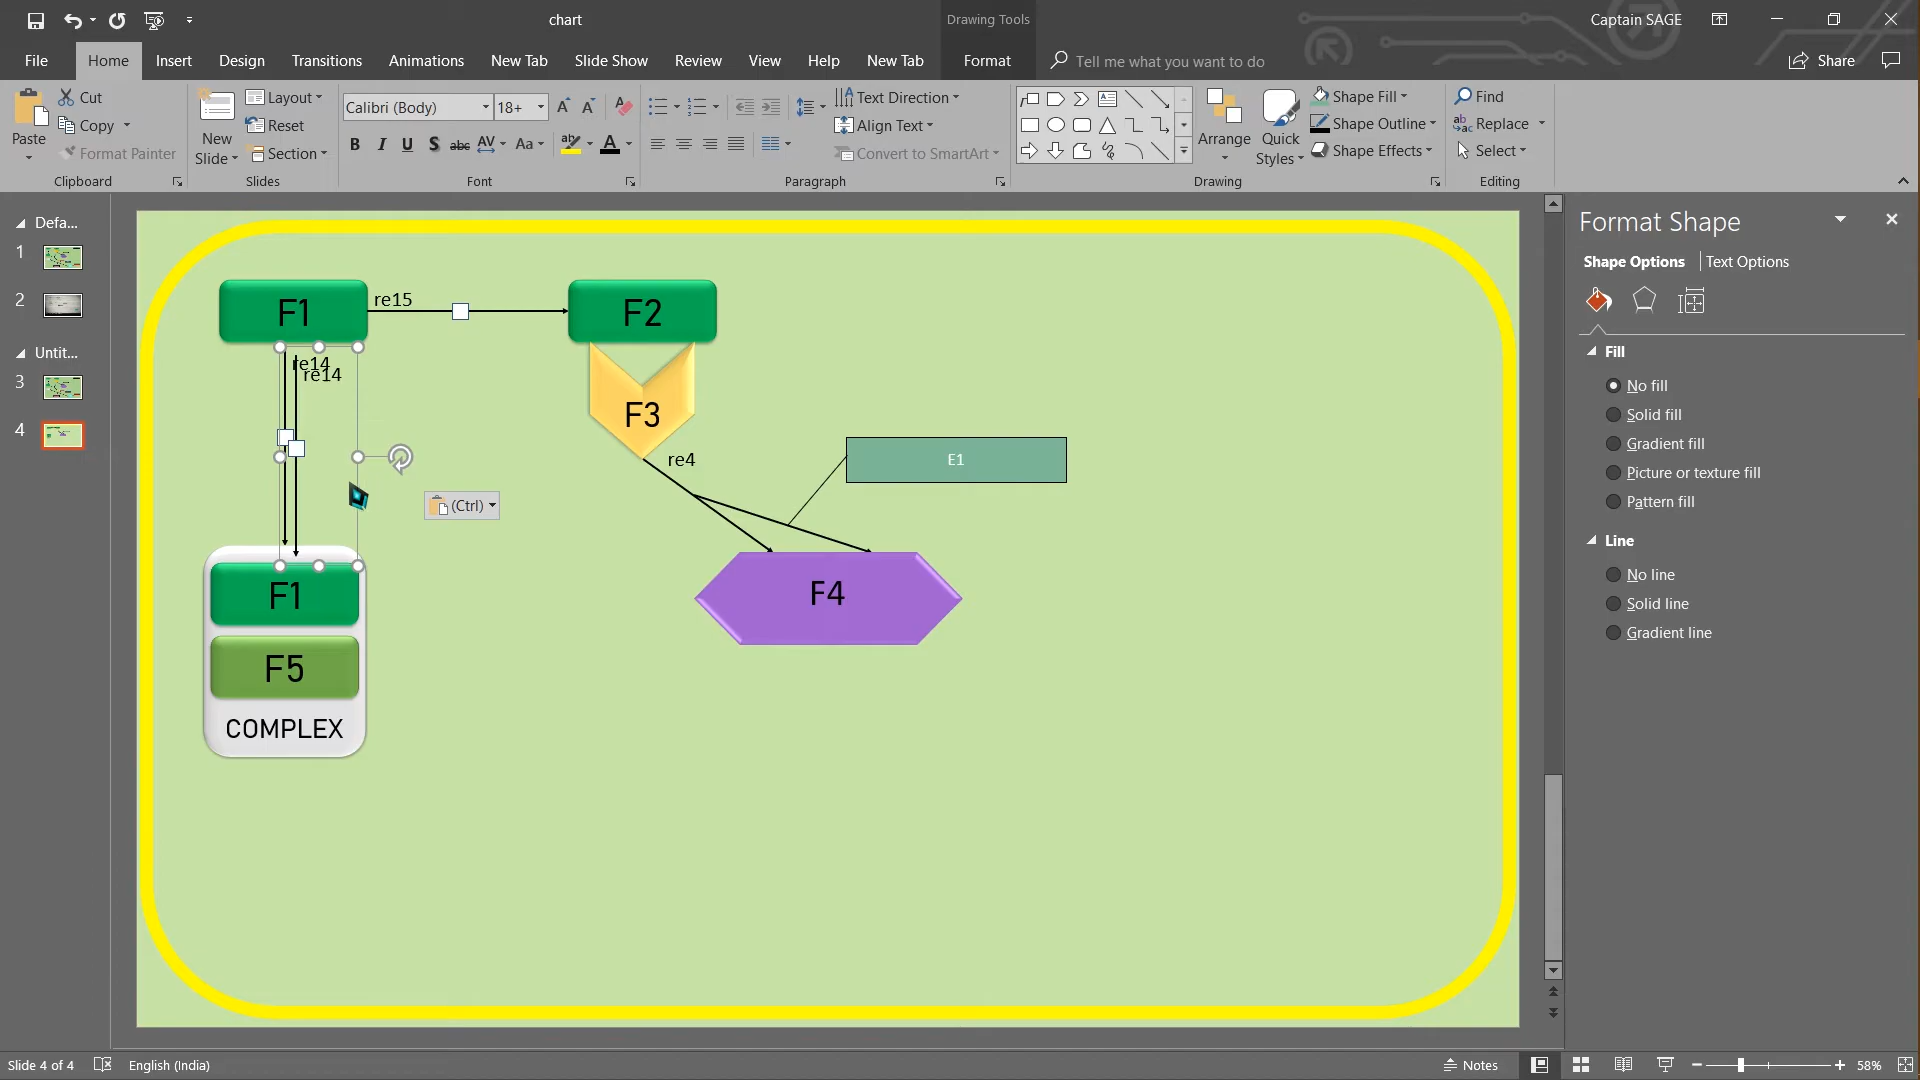 chart
Drawing Tools
Captain SAGE
File
Home
Insert
Design
Transitions
Animations
New Tab
Slide Show
Review
View
Help
New Tab
Format
Tell me what you want to do
Share
Paste
Cut
Copy
Format Painter
Clipboard
New
Slide
Layout
Reset
Section
Slides
Calibri (Body)
18+
A
A
A
B
I
U
S
abc
AV
Aa
A
Font
Text Direction
Align Text
Convert to SmartArt
Paragraph
Arrange
Quick
Styles
Shape Fill
Shape Outline
Shape Effects
Drawing
Find
Replace
Select
Editing
Defa...
1
2
Untit...
3
4
F1
re15
F2
re14
re14
F3
re4
E1
(Ctrl)
F4
F1
F5
COMPLEX
Format Shape
Shape Options
Text Options
Fill
No fill
Solid fill
Gradient fill
Picture or texture fill
Pattern fill
Line
No line
Solid line
Gradient line
Slide 4 of 4
English (India)
Notes
58%